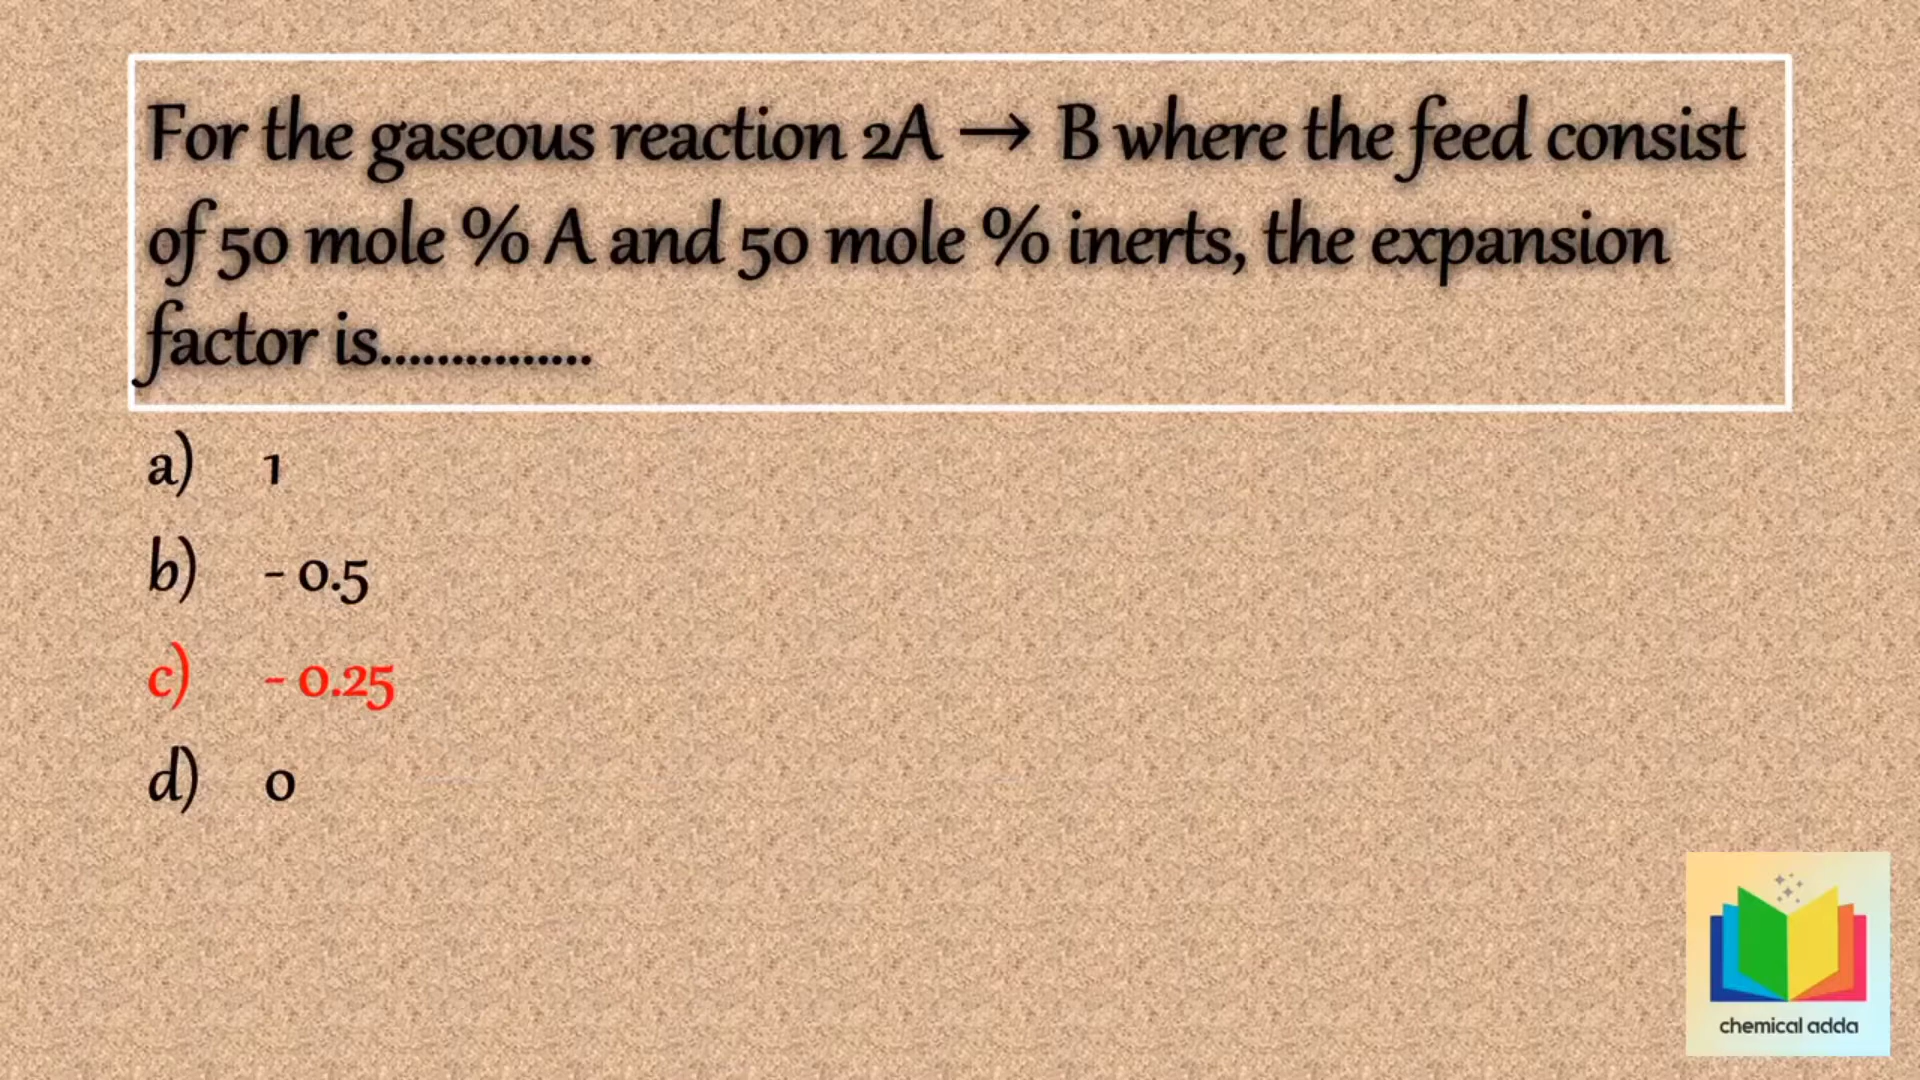 For the gaseous reaction 2A → B where the feed consist
of 50 mole % A and 50 mole % inerts, the expansion
factor is...............
a) 1
b) - 0.5
c) - 0.25
d) 0
chemical adda